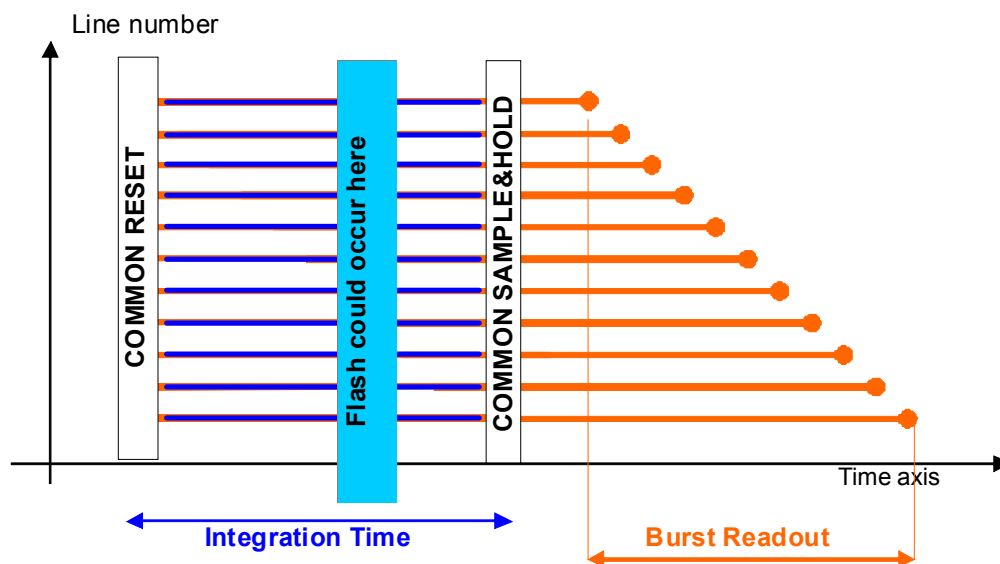 Line number
COMMON RESET
Flash could occur here
COMMON SAMPLE&HOLD
Time axis
Integration Time
Burst Readout